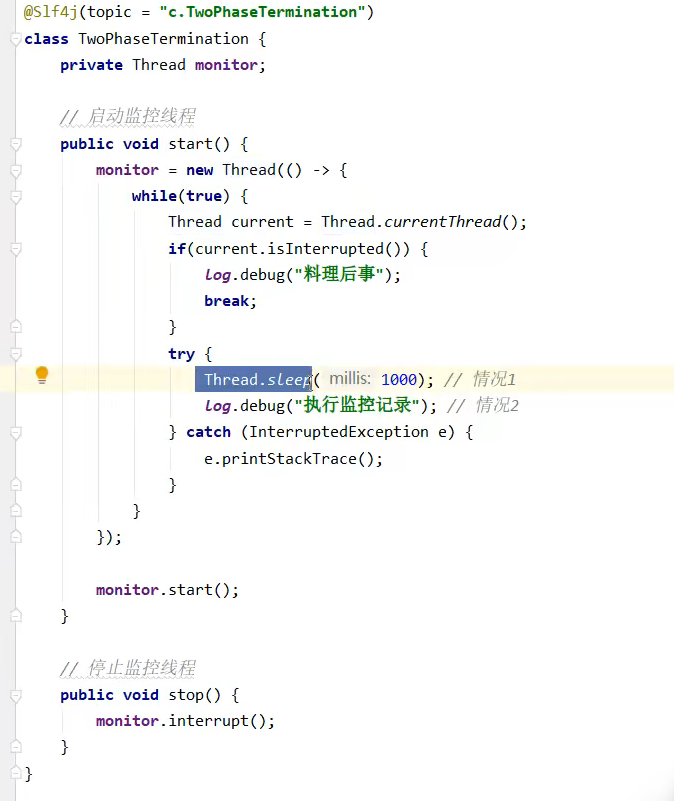 @Slf4j(topic = "c.TwoPhaseTermination")
class TwoPhaseTermination {
    private Thread monitor;

    // 启动监控线程
    public void start() {
        monitor = new Thread(() -> {
            while(true) {
                Thread current = Thread.currentThread();
                if(current.isInterrupted()) {
                    log.debug("料理后事");
                    break;
                }
                try {
                    Thread.sleep( millis: 1000); // 情况1
                    log.debug("执行监控记录"); // 情况2
                } catch (InterruptedException e) {
                    e.printStackTrace();
                }
            }
        });

        monitor.start();
    }

    // 停止监控线程
    public void stop() {
        monitor.interrupt();
    }
}